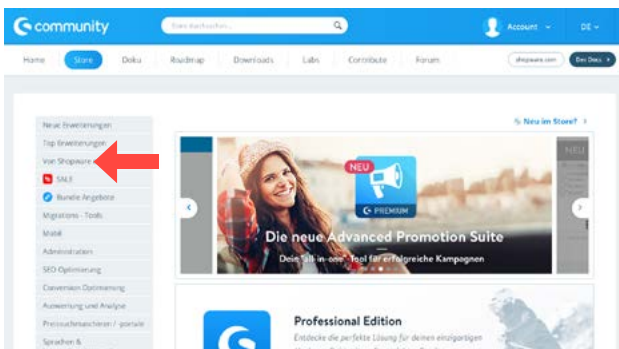 community
Store durchsuchen...
Account
DE
Home
Store
Doku
Roadmap
Downloads
Labs
Contribute
Forum
shopware.com
Dev Docs
Neu im Store?
Neue Erweiterungen
Top Erweiterungen
Von Shopware
SALE
Bundle Angebote
Migrations - Tools
Mobil
Administration
SEO Optimierung
Conversion Optimierung
Auswertung und Analyse
Preissuchmaschinen / -portale
Sprachen &
NEU
NEU
PREMIUM
Die neue Advanced Promotion Suite
Dein "all-in-one"-Tool für erfolgreiche Kampagnen
Professional Edition
Entdecke die perfekte Lösung für deinen einzigartigen